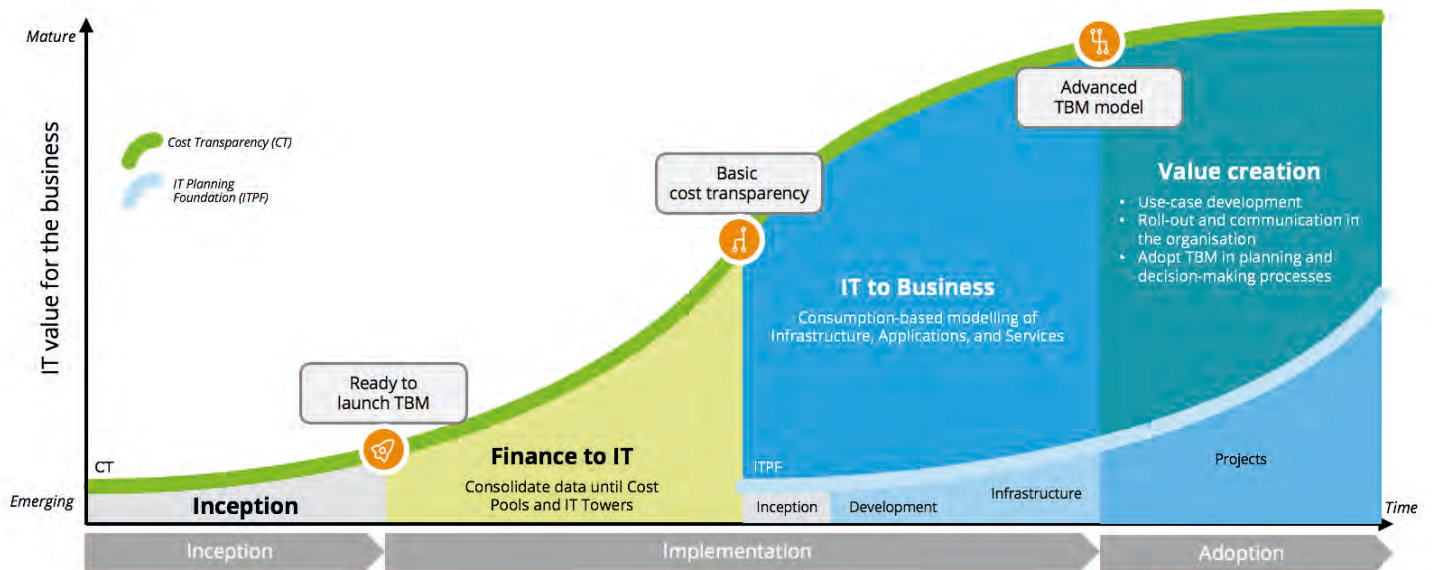 Mature
IT value for the business
Cost Transparency (CT)
IT Planning
Foundation (ITPF)
Advanced
TBM model
Basic
cost transparency
Value creation
• Use-case development
• Roll-out and communication in
the organisation
• Adopt TBM in planning and
decision-making processes
IT to Business
Consumption-based modelling of
Infrastructure, Applications, and Services
Ready to
launch TBM
CT
Finance to IT
Consolidate data until Cost
Pools and IT Towers
ITPF
Projects
Emerging
Inception
Inception
Development
Infrastructure
Time
Inception
Implementation
Adoption